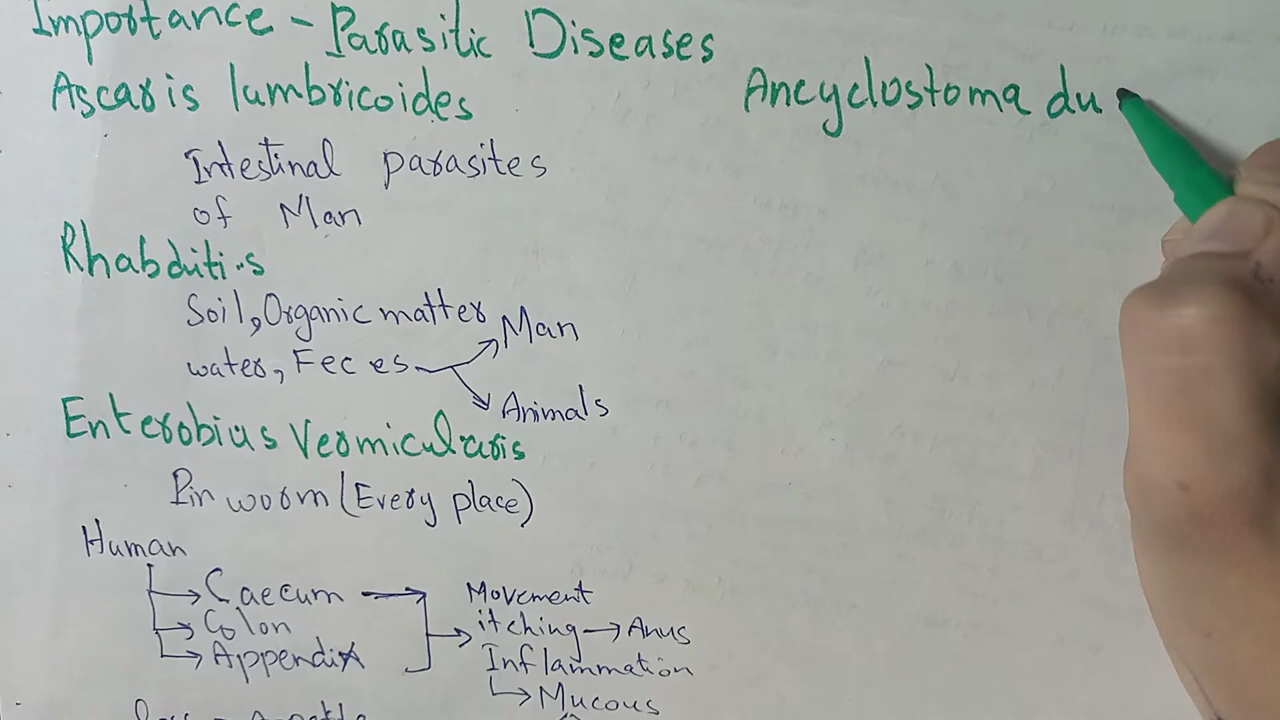 Importance - Parasitic Diseases
Ascaris lumbricoides
Intestinal parasites
of Man
Rhabditis
Soil, Organic matter
water, Feces → Man
→ Animals
Enterobius Vermicularis
Pin worm (Every place)
Human
→ Caecum →
→ Colon
→ Appendix
Movement
itching → Anus
Inflammation
→ Mucous
Ancyclostoma du